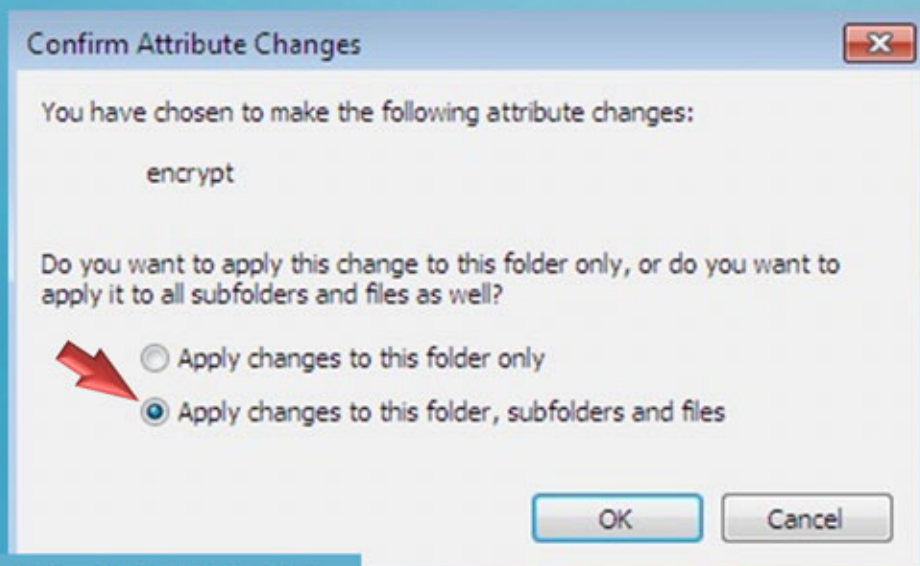 Confirm Attribute Changes
You have chosen to make the following attribute changes:
encrypt
Do you want to apply this change to this folder only, or do you want to
apply it to all subfolders and files as well?
Apply changes to this folder only
Apply changes to this folder, subfolders and files
OK
Cancel